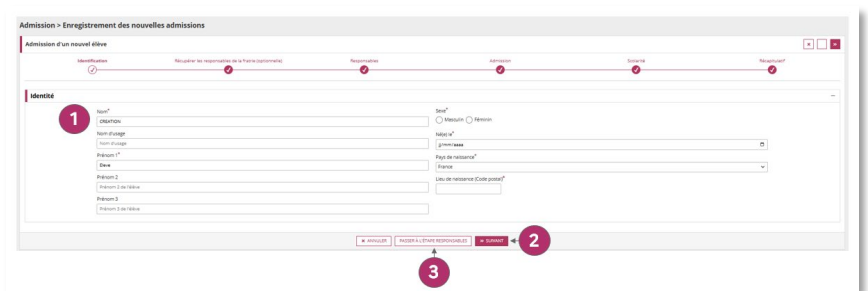 Admission > Enregistrement des nouvelles admissions
Admission d'un nouvel élève
Identification
Récupérer les responsables de la fratrie (optionnelle)
Responsables
Admission
Scolarité
Récapitulatif
Identité
1
Nom*
CREATION
Nom d'usage
Nom d'usage
Prénom 1*
Eleve
Prénom 2
Prénom 2 de l'élève
Prénom 3
Prénom 3 de l'élève
Sexe*
Masculin Féminin
Né(e) le*
jj/mm/aaaa
Pays de naissance*
France
Lieu de naissance (Code postal)*
ANNULER
PASSER À L'ÉTAPE RESPONSABLES
SUIVANT
2
3